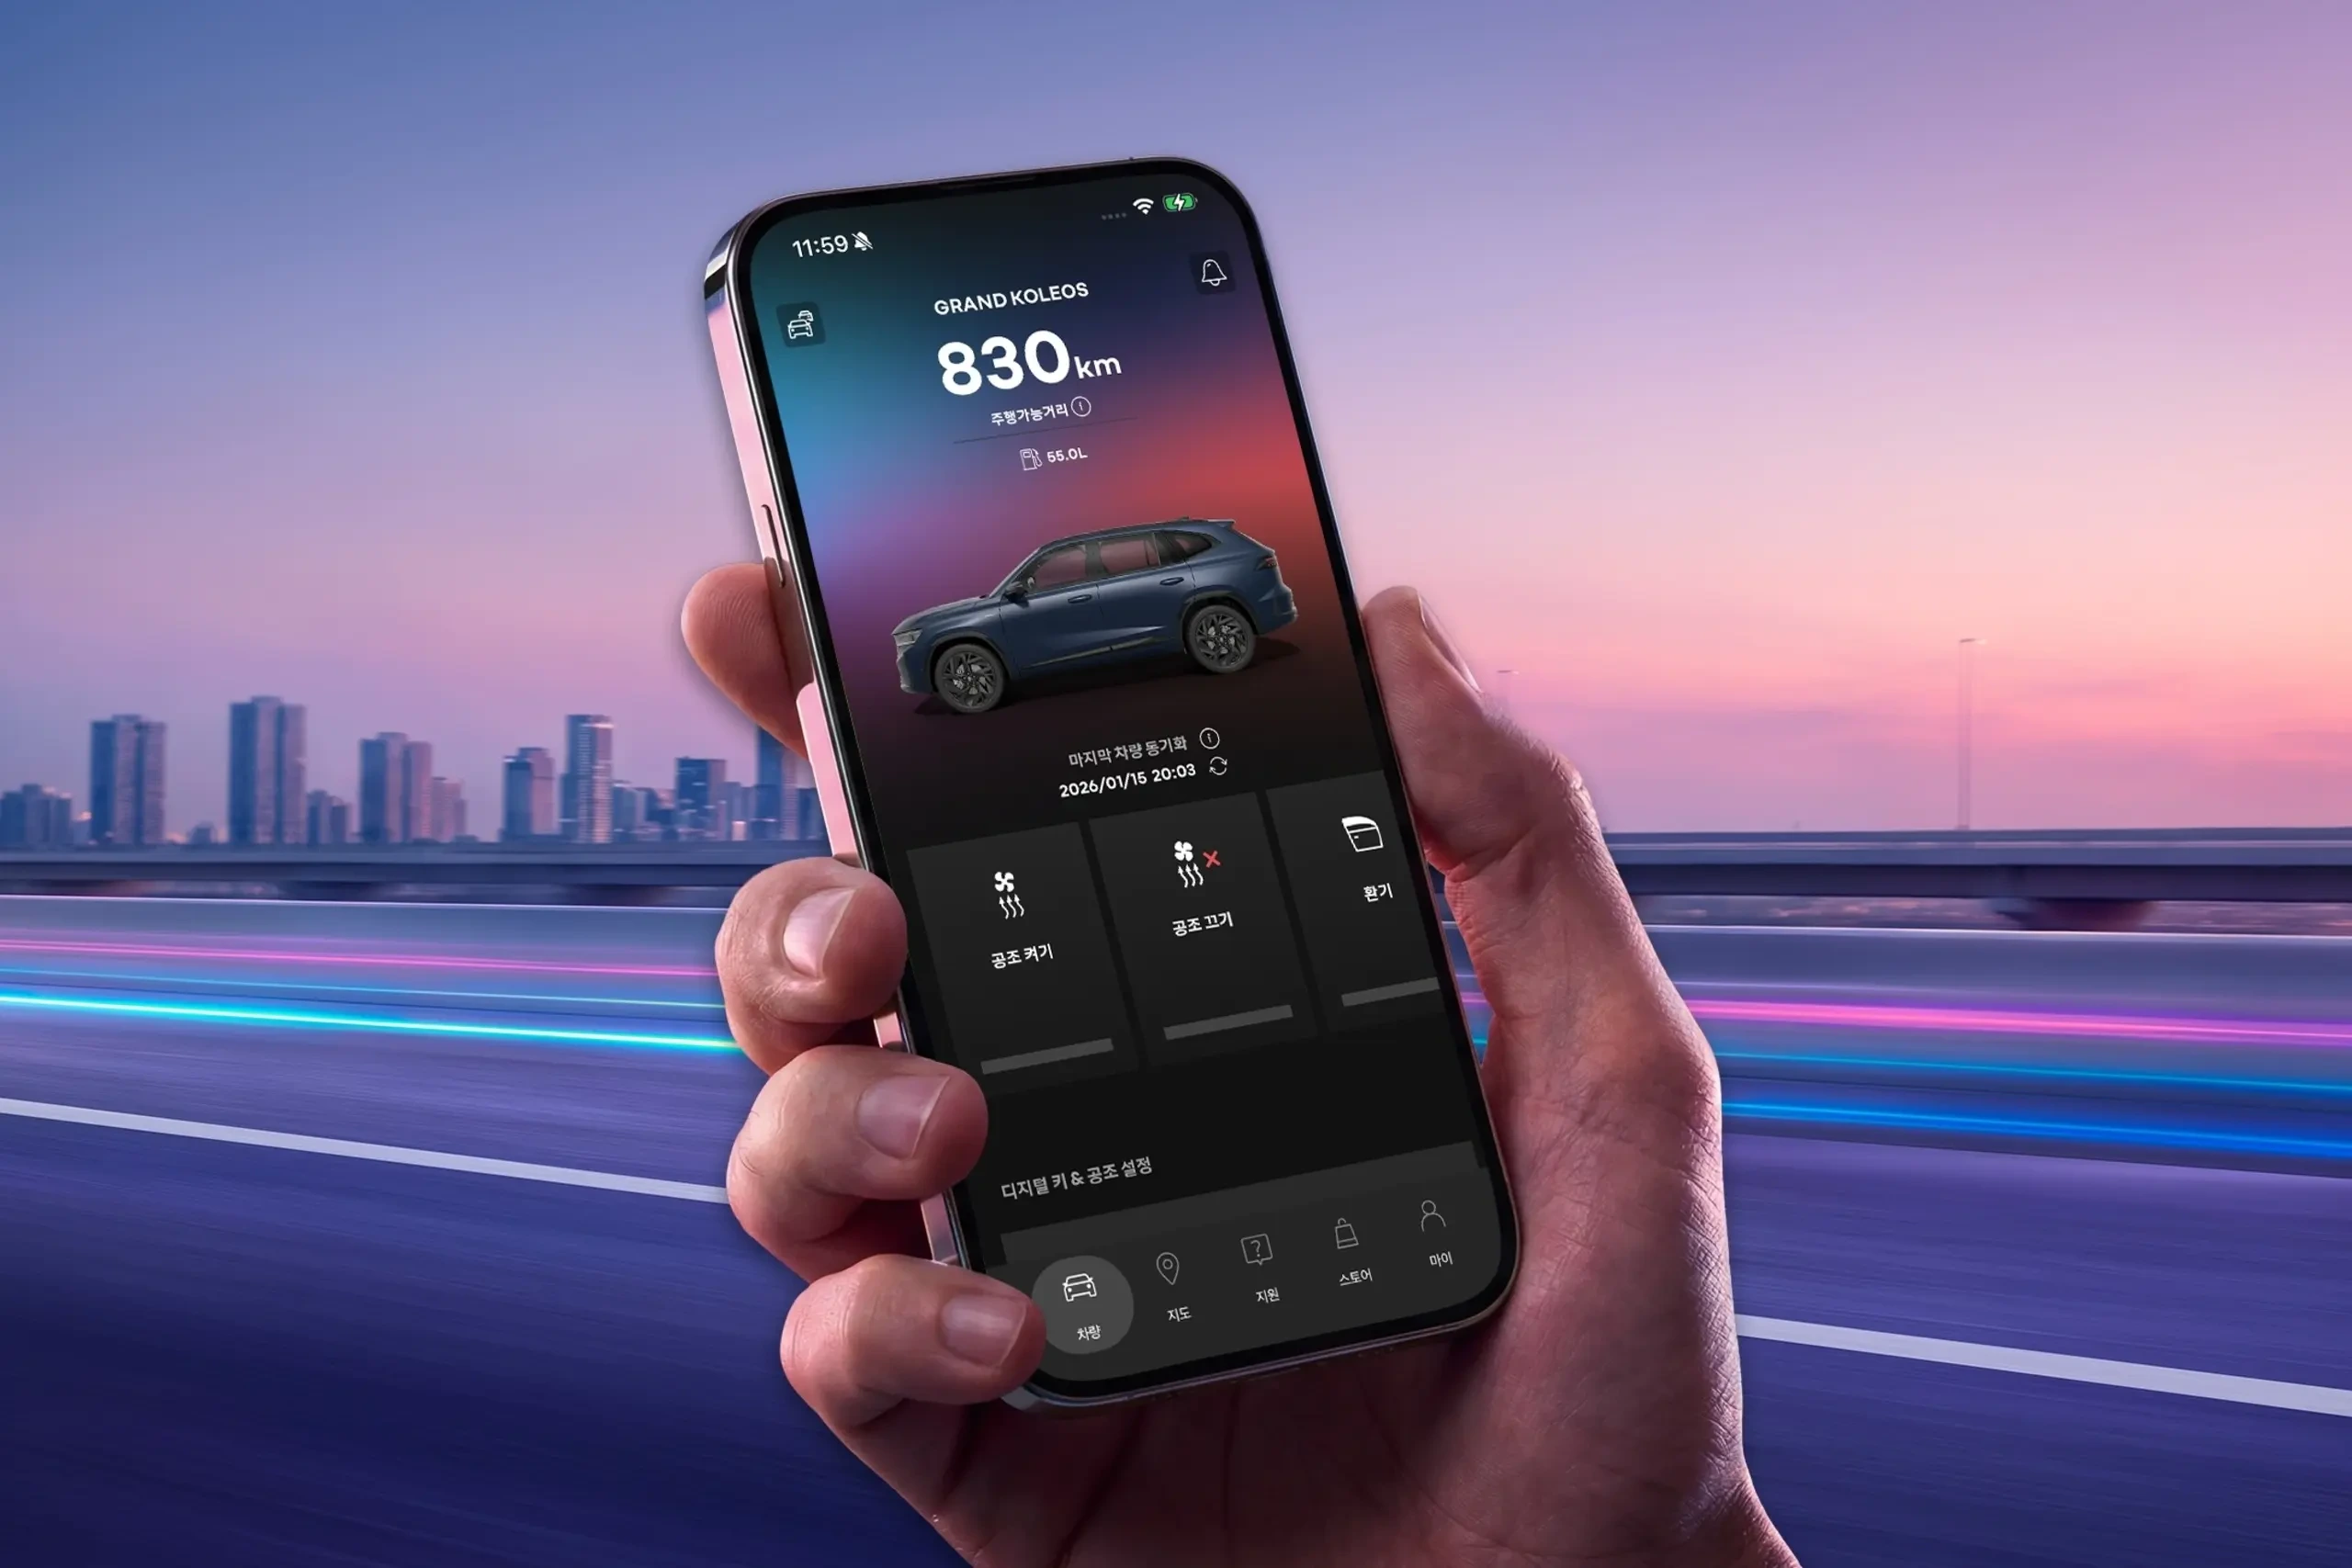 11:59
GRAND KOLEOS
830km
주행가능거리
55.0L
마지막 차량 동기화
2026/01/15 20:03
공조 켜기
공조 끄기
환기
디지털 키 & 공조 설정
차량
지도
지원
스토어
마이